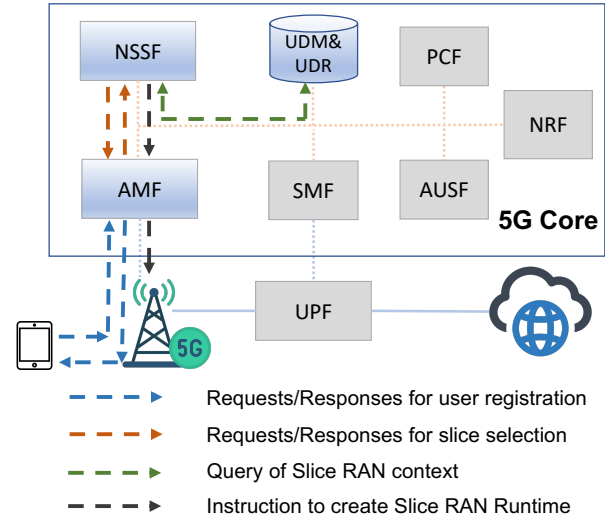 NSSF
UDM&
UDR
PCF
NRF
AMF
SMF
AUSF
5G Core
UPF
5G
Requests/Responses for user registration
Requests/Responses for slice selection
Query of Slice RAN context
Instruction to create Slice RAN Runtime